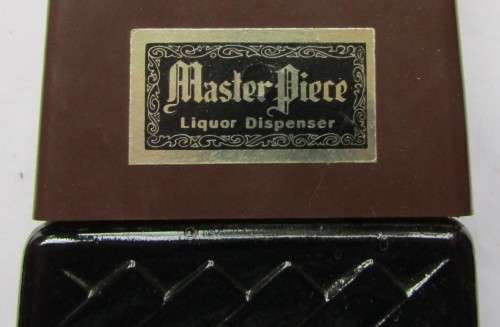 Master Piece
Liquor Dispenser